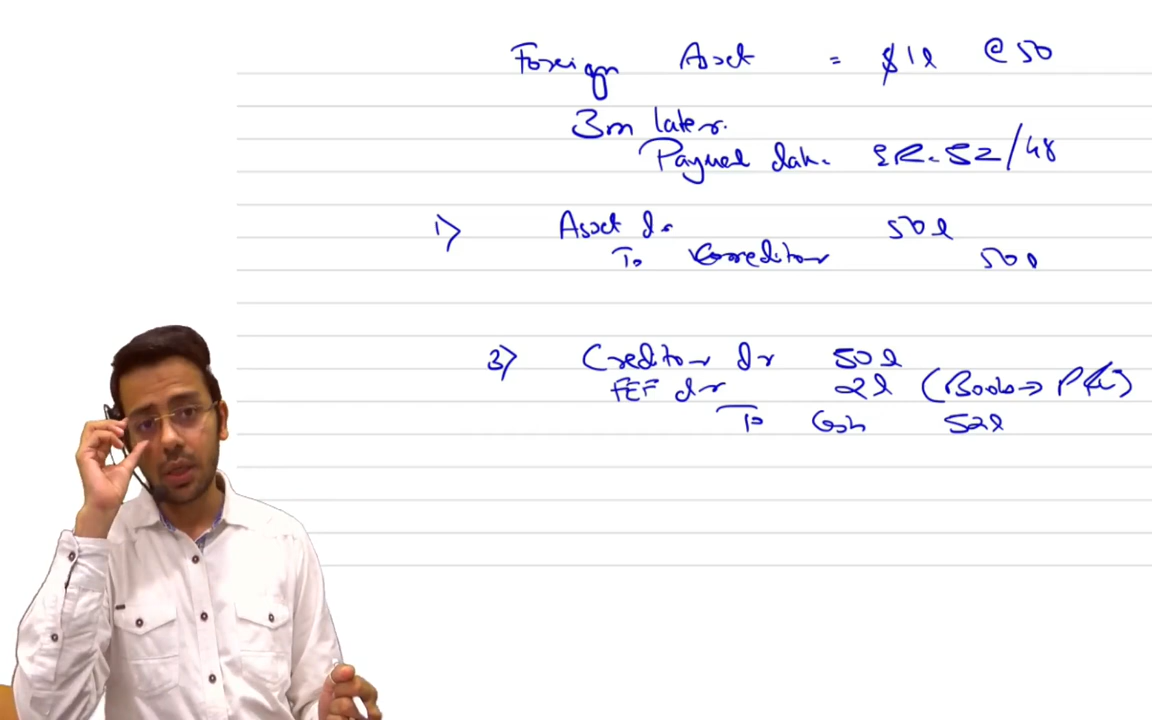 Foreign Asset = $1l @ 50
3m later.
Payment date. ER. 52/48
1) Asset dr 50l
To Creditor 50l
3) Creditor dr 50l
FEF dr 2l (Books → P&L)
To Cash 52l